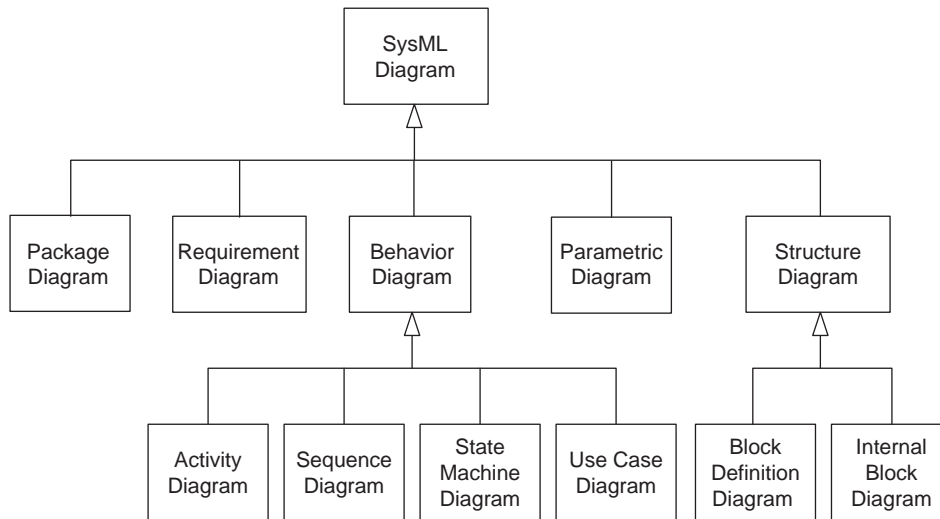 SysML
Diagram
Package
Diagram
Requirement
Diagram
Behavior
Diagram
Parametric
Diagram
Structure
Diagram
Activity
Diagram
Sequence
Diagram
State
Machine
Diagram
Use Case
Diagram
Block
Definition
Diagram
Internal
Block
Diagram